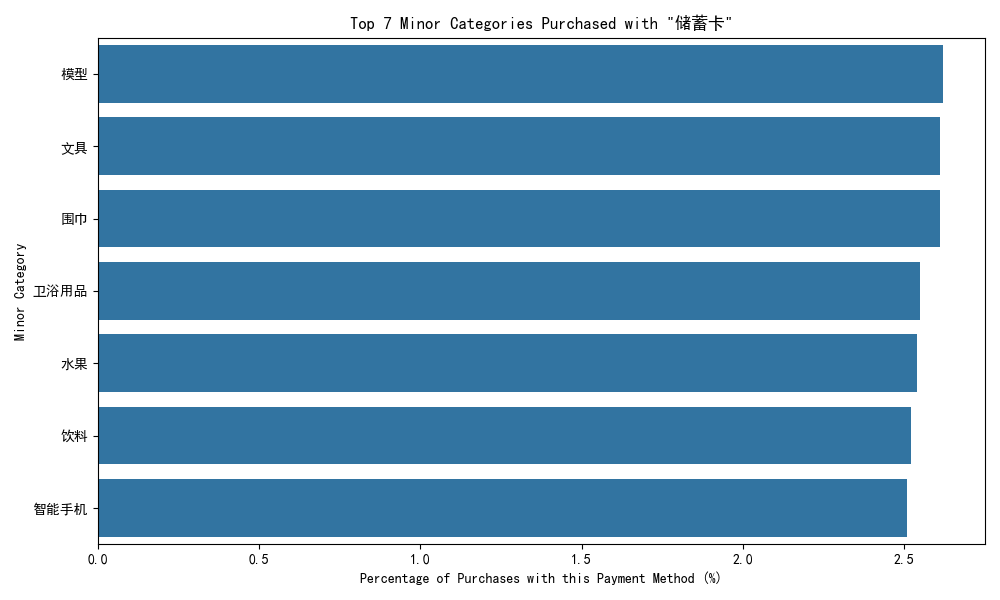 Top 7 Minor Categories Purchased with "储蓄卡"
Minor Category
模型
文具
围巾
卫浴用品
水果
饮料
智能手机
0.0 0.5 1.0 1.5 2.0 2.5
Percentage of Purchases with this Payment Method (%)